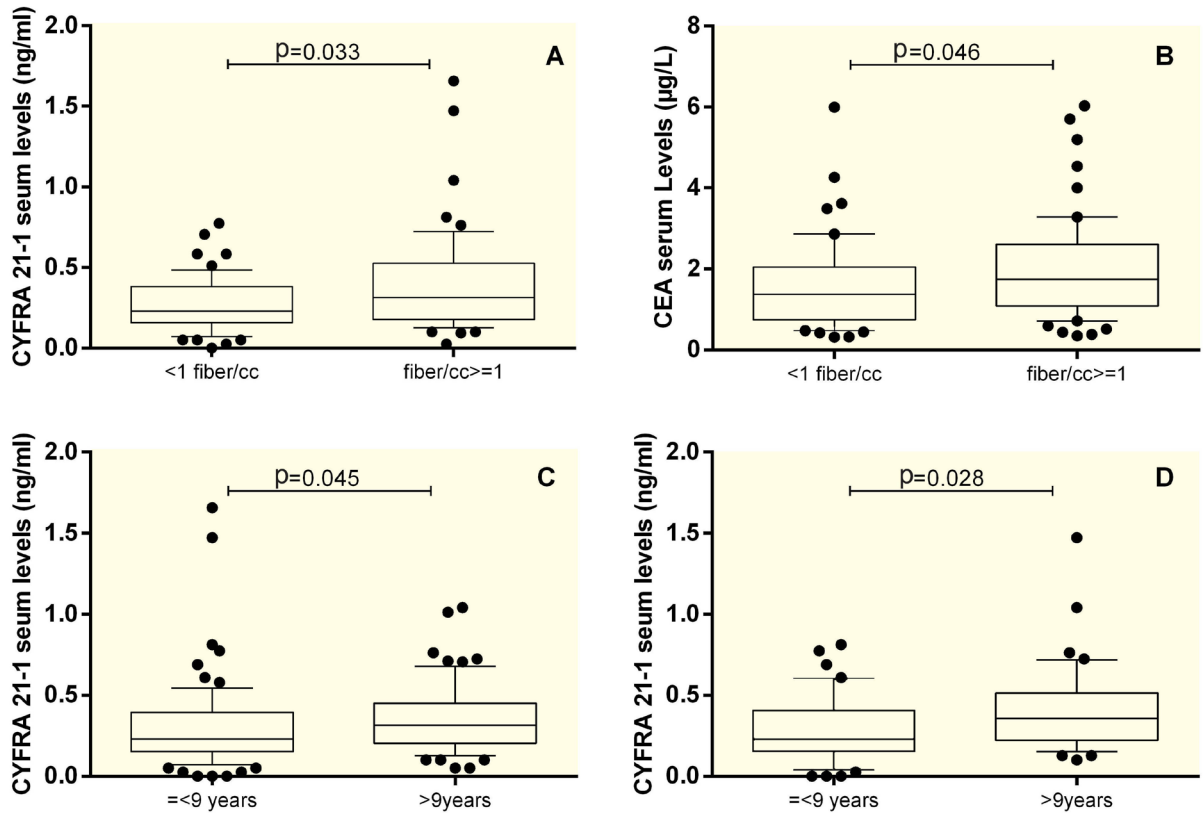 CYFRA 21-1 seum levels (ng/ml)
2.0
1.5
1.0
0.5
0.0
p=0.033
A
<1 fiber/cc
fiber/cc>=1
CEA serum Levels (µg/L)
8
6
4
2
0
p=0.046
B
<1 fiber/cc
fiber/cc>=1
CYFRA 21-1 seum levels (ng/ml)
2.0
1.5
1.0
0.5
0.0
p=0.045
C
=<9 years
>9years
CYFRA 21-1 seum levels (ng/ml)
2.0
1.5
1.0
0.5
0.0
p=0.028
D
=<9 years
>9years